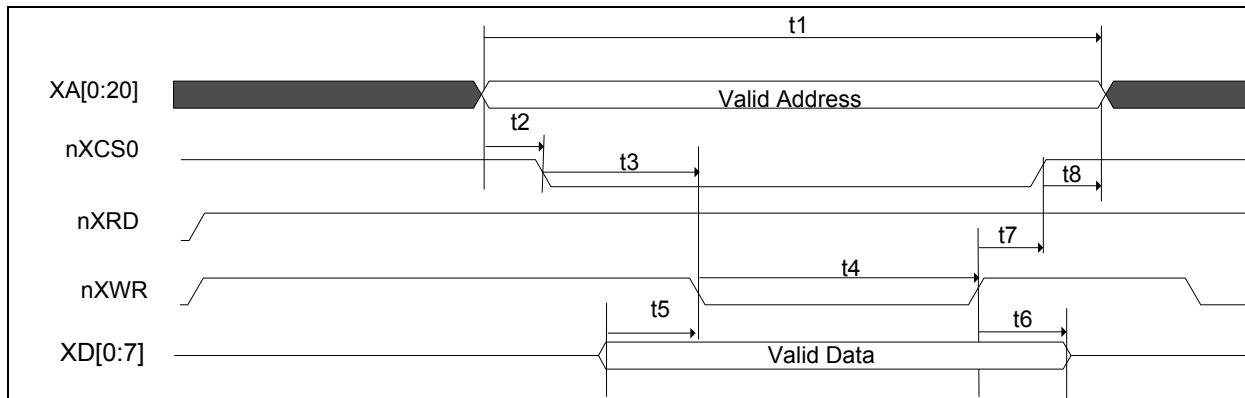 t1
XA[0:20]
Valid Address
t2
nXCS0
t3
t8
nXRD
t7
t4
nXWR
t5
t6
XD[0:7]
Valid Data